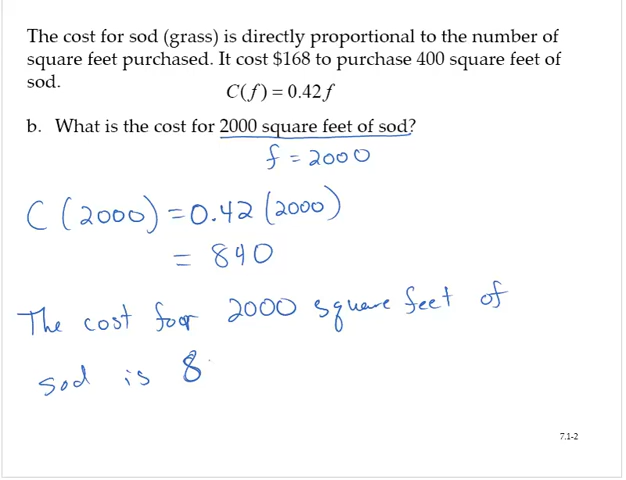 The cost for sod (grass) is directly proportional to the number of
square feet purchased. It cost $168 to purchase 400 square feet of
sod.
C(f) = 0.42f
b. What is the cost for 2000 square feet of sod?
f = 2000
C (2000) = 0.42 (2000)
= 840
The cost for 2000 square feet of
sod is 8
7.1-2